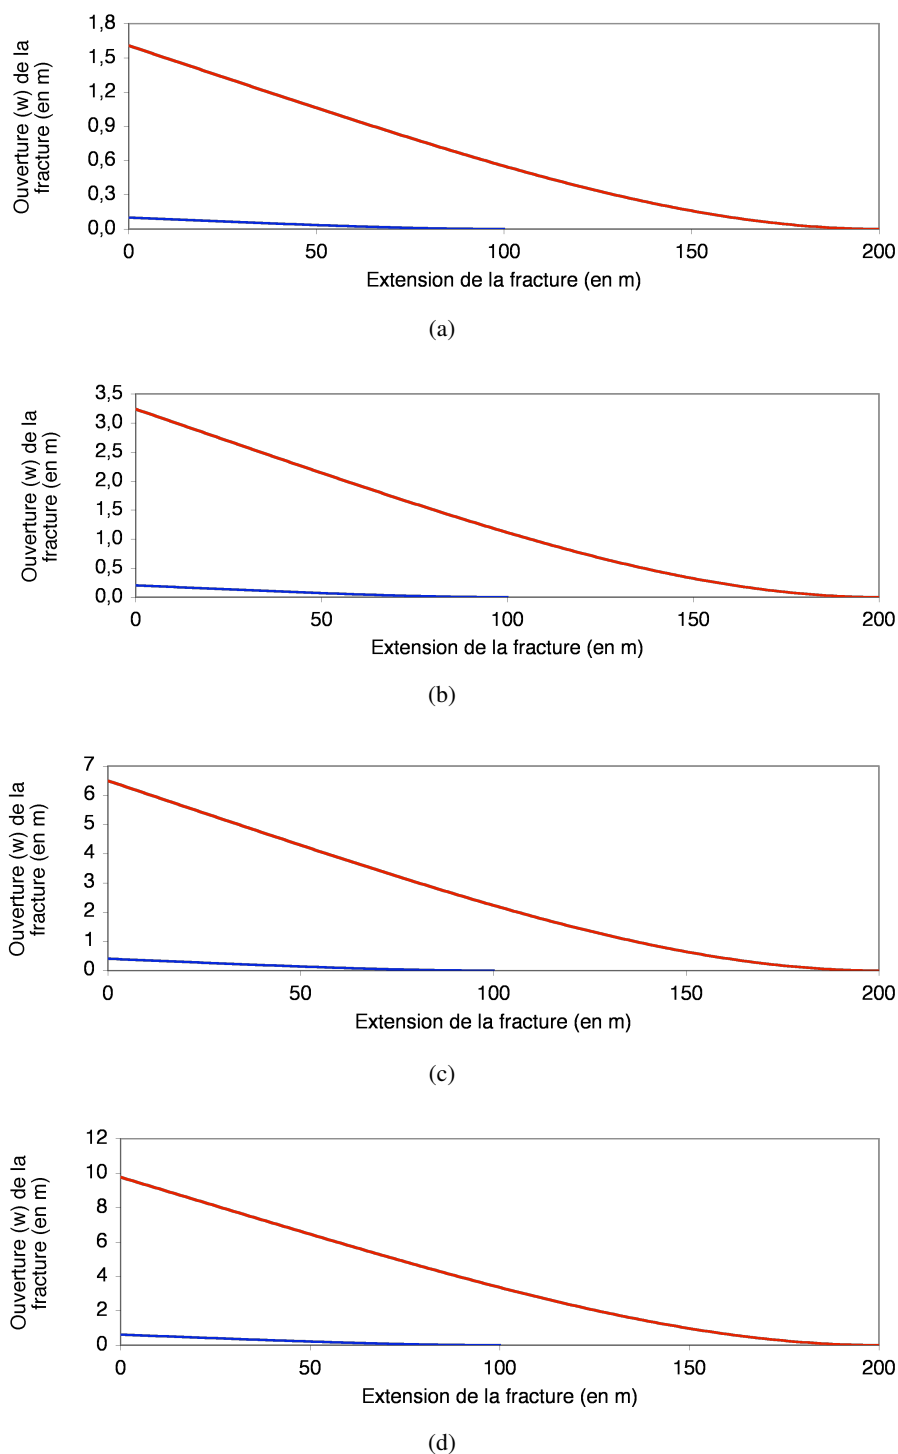 Ouverture (w) de la
fracture (en m)
1,8
1,5
1,2
0,9
0,6
0,3
0,0
0 50 100 150 200
Extension de la fracture (en m)
(a)
Ouverture (w) de la
fracture (en m)
3,5
3,0
2,5
2,0
1,5
1,0
0,5
0,0
0 50 100 150 200
Extension de la fracture (en m)
(b)
Ouverture (w) de la
fracture (en m)
7
6
5
4
3
2
1
0
0 50 100 150 200
Extension de la fracture (en m)
(c)
Ouverture (w) de la
fracture (en m)
12
10
8
6
4
2
0
0 50 100 150 200
Extension de la fracture (en m)
(d)